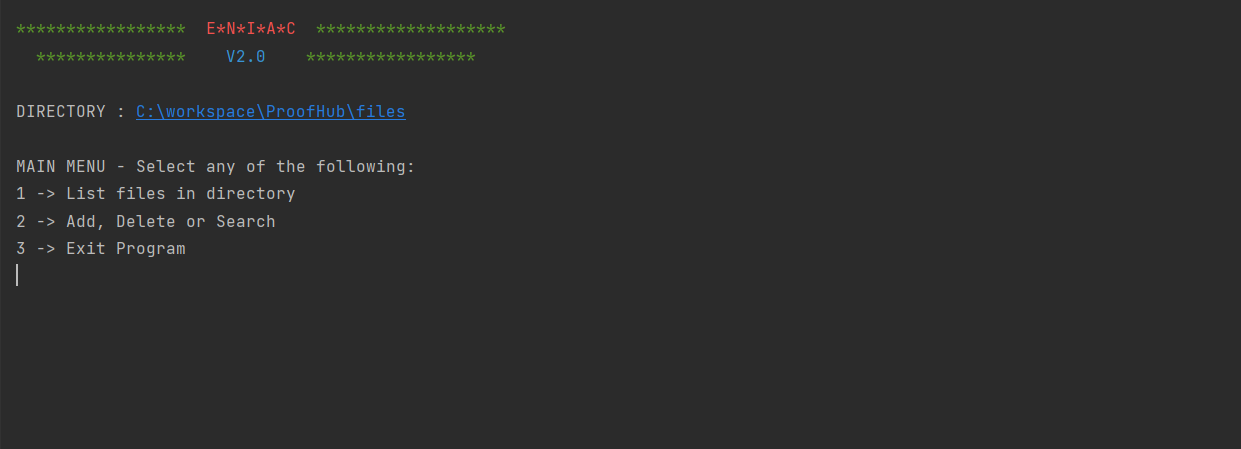 *****************  E*N*I*A*C  *******************
***************    V2.0    *****************
DIRECTORY : C:\workspace\ProofHub\files
MAIN MENU - Select any of the following:
1 -> List files in directory
2 -> Add, Delete or Search
3 -> Exit Program